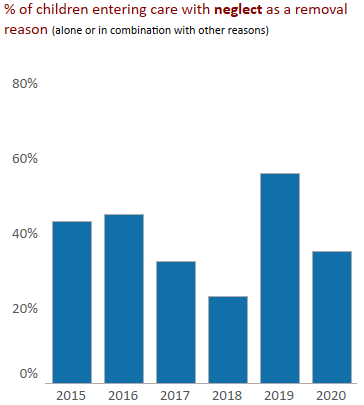 % of children entering care with neglect as a removal
reason (alone or in combination with other reasons)
80%
60%
40%
20%
0%
2015 2016 2017 2018 2019 2020